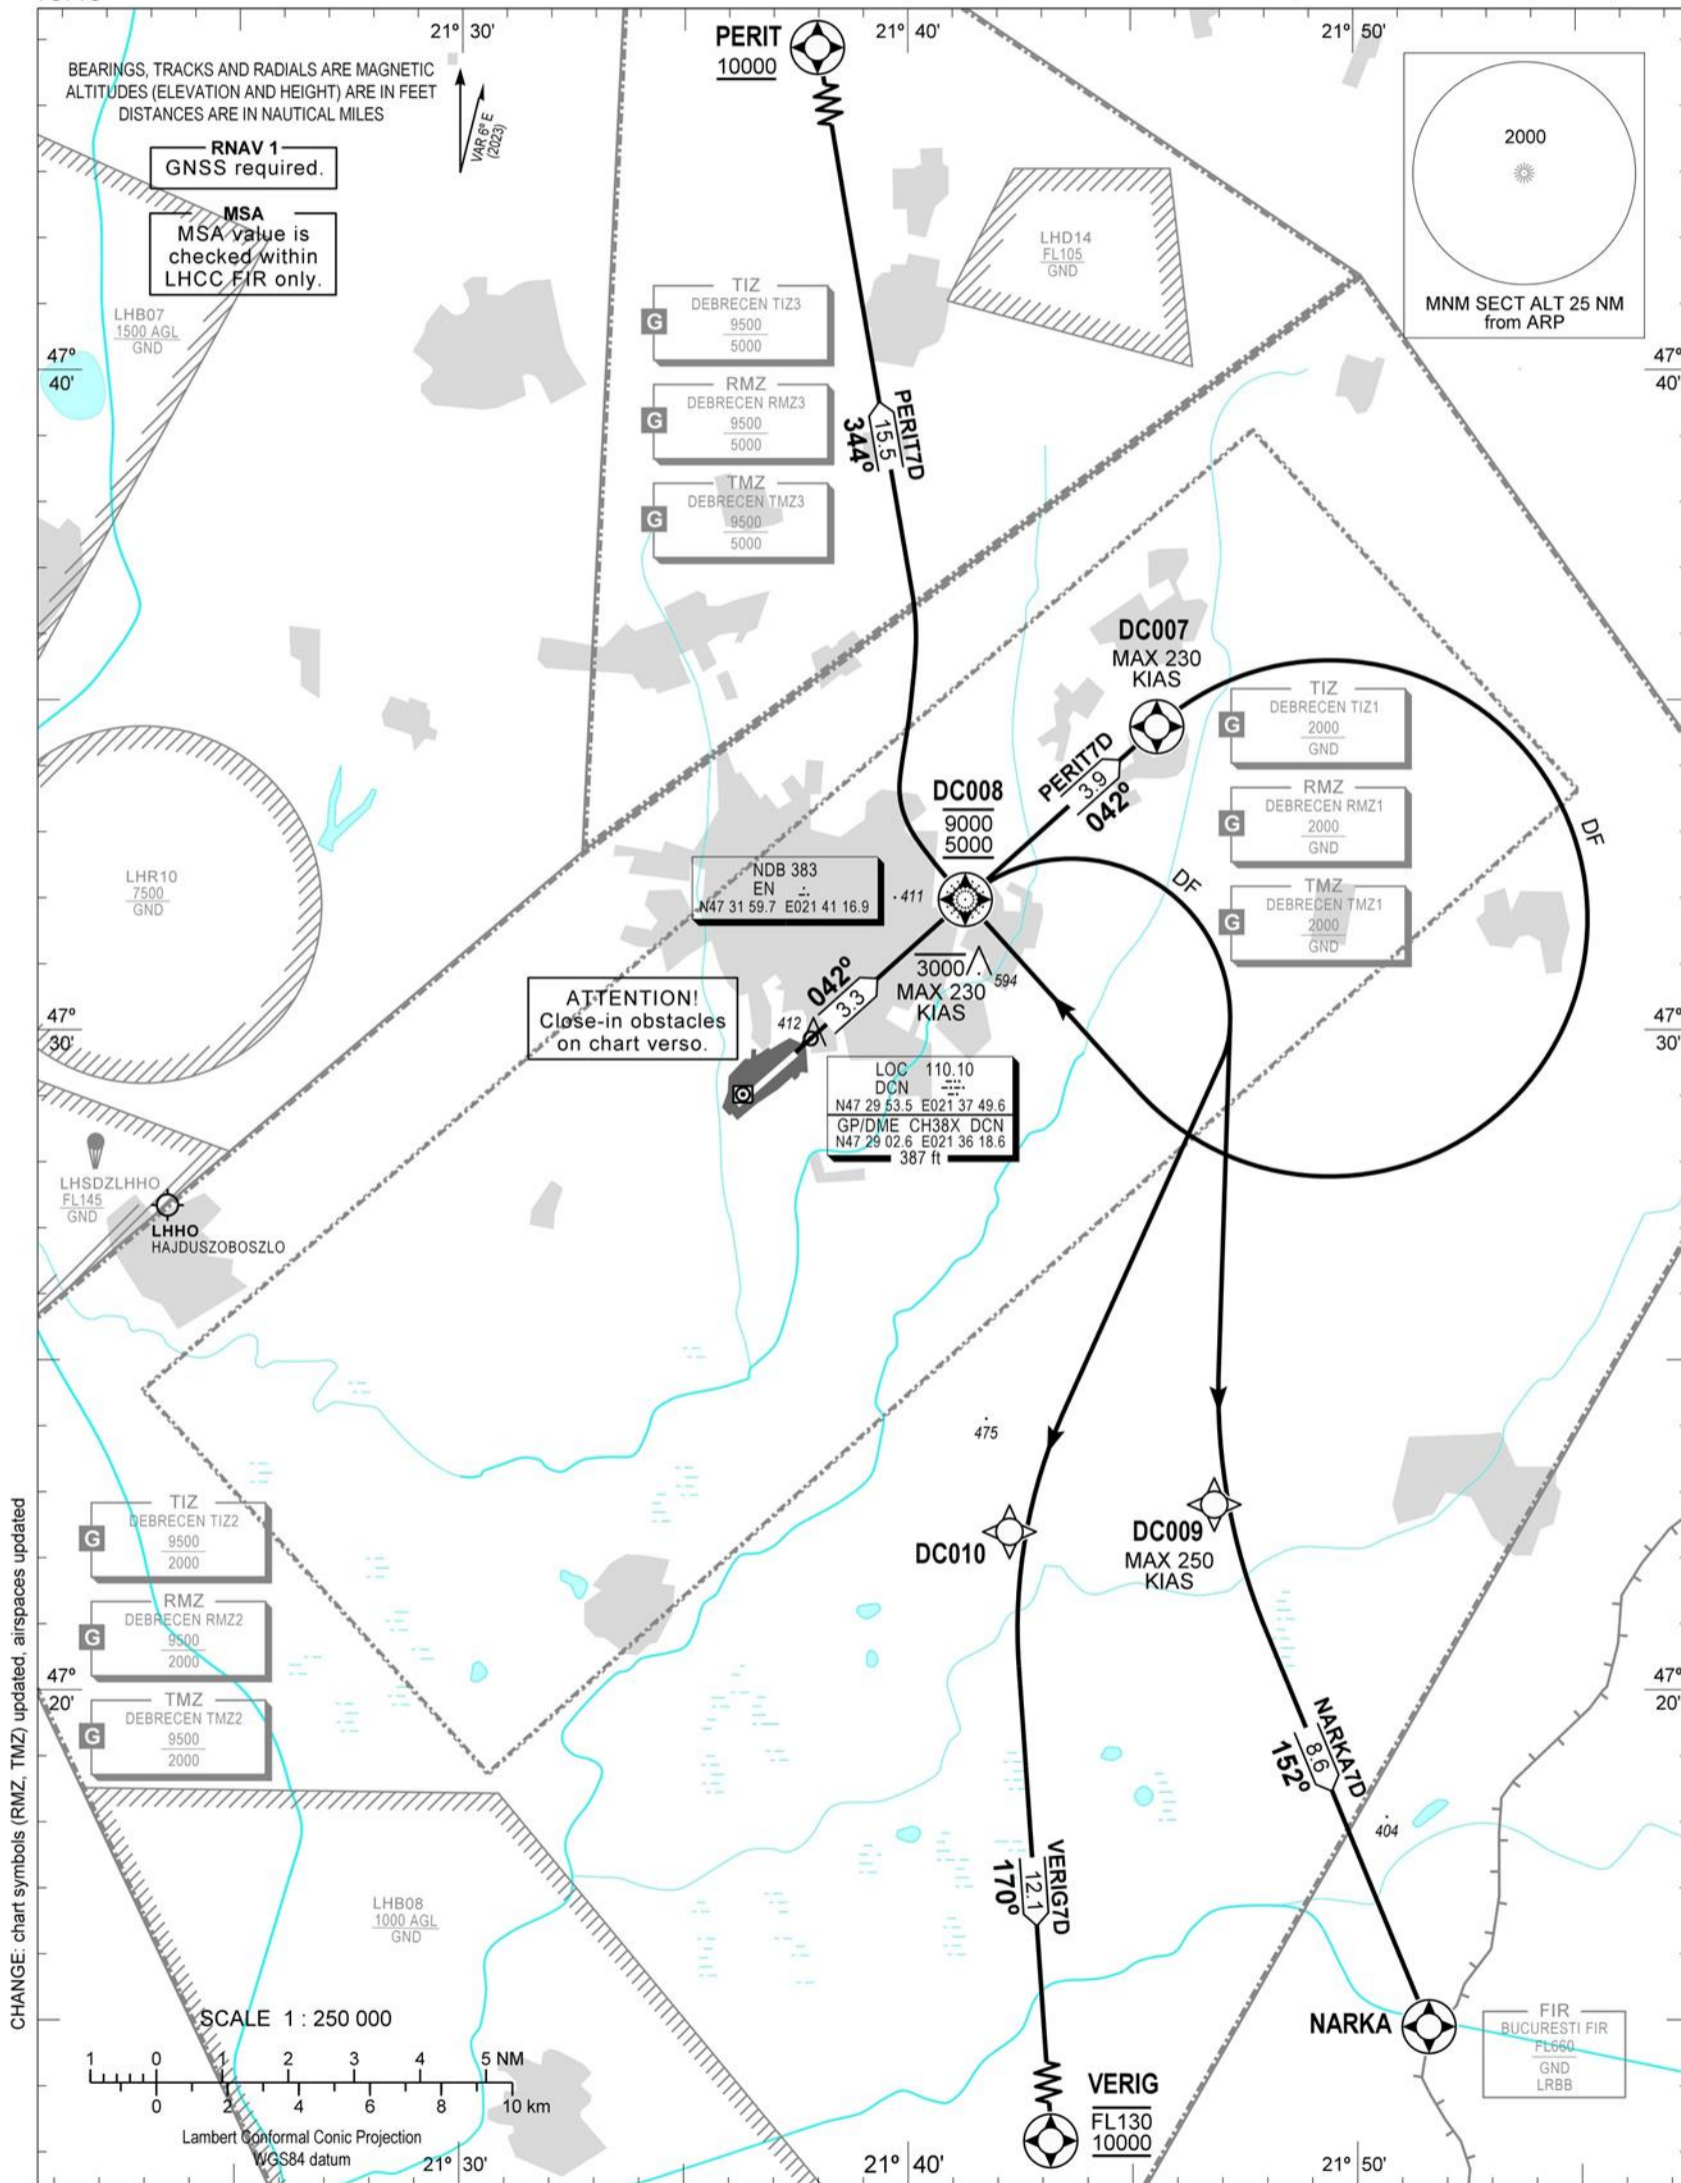 21° 30'
21° 40'
21° 50'
PERIT
10000
BEARINGS, TRACKS AND RADIALS ARE MAGNETIC
ALTITUDES (ELEVATION AND HEIGHT) ARE IN FEET
DISTANCES ARE IN NAUTICAL MILES
VAR 6° E
(2023)
RNAV 1
GNSS required.
MSA
MSA value is
checked within
LHCC FIR only.
2000
MNM SECT ALT 25 NM
from ARP
LHD14
FL105
GND
LHB07
1500 AGL
GND
TIZ
DEBRECEN TIZ3
G
9500
5000
RMZ
DEBRECEN RMZ3
G
9500
5000
TMZ
DEBRECEN TMZ3
G
9500
5000
47°
40'
47°
40'
PERIT7D
15.5
344°
DC007
MAX 230
KIAS
TIZ
DEBRECEN TIZ1
G
2000
GND
RMZ
DEBRECEN RMZ1
G
2000
GND
TMZ
DEBRECEN TMZ1
G
2000
GND
PERIT7D
3.9
042°
DF
DF
DC008
9000
5000
NDB 383
EN
N47 31 59.7 E021 41 16.9
411
LHR10
7500
GND
3000
MAX 230
KIAS
594
042°
3.3
ATTENTION!
Close-in obstacles
on chart verso.
412
47°
30'
47°
30'
LOC 110.10
DCN
N47 29 53.5 E021 37 49.6
GP/DME CH38X DCN
N47 29 02.6 E021 36 18.6
387 ft
LHSDZLHHO
FL145
GND
LHHO
HAJDUSZOBOSZLO
475
DC010
DC009
MAX 250
KIAS
TIZ
DEBRECEN TIZ2
G
9500
2000
RMZ
DEBRECEN RMZ2
G
9500
2000
TMZ
DEBRECEN TMZ2
G
9500
2000
47°
20'
47°
20'
NARKA7D
8.6
152°
404
VERIG7D
12.1
170°
LHB08
1000 AGL
GND
CHANGE: chart symbols (RMZ, TMZ) updated, airspaces updated
SCALE 1 : 250 000
1 0 1 2 3 4 5 NM
0 2 4 6 8 10 km
Lambert Conformal Conic Projection
WGS84 datum
NARKA
FIR
BUCURESTI FIR
FL660
GND
LRBB
VERIG
FL130
10000
21° 30'
21° 40'
21° 50'